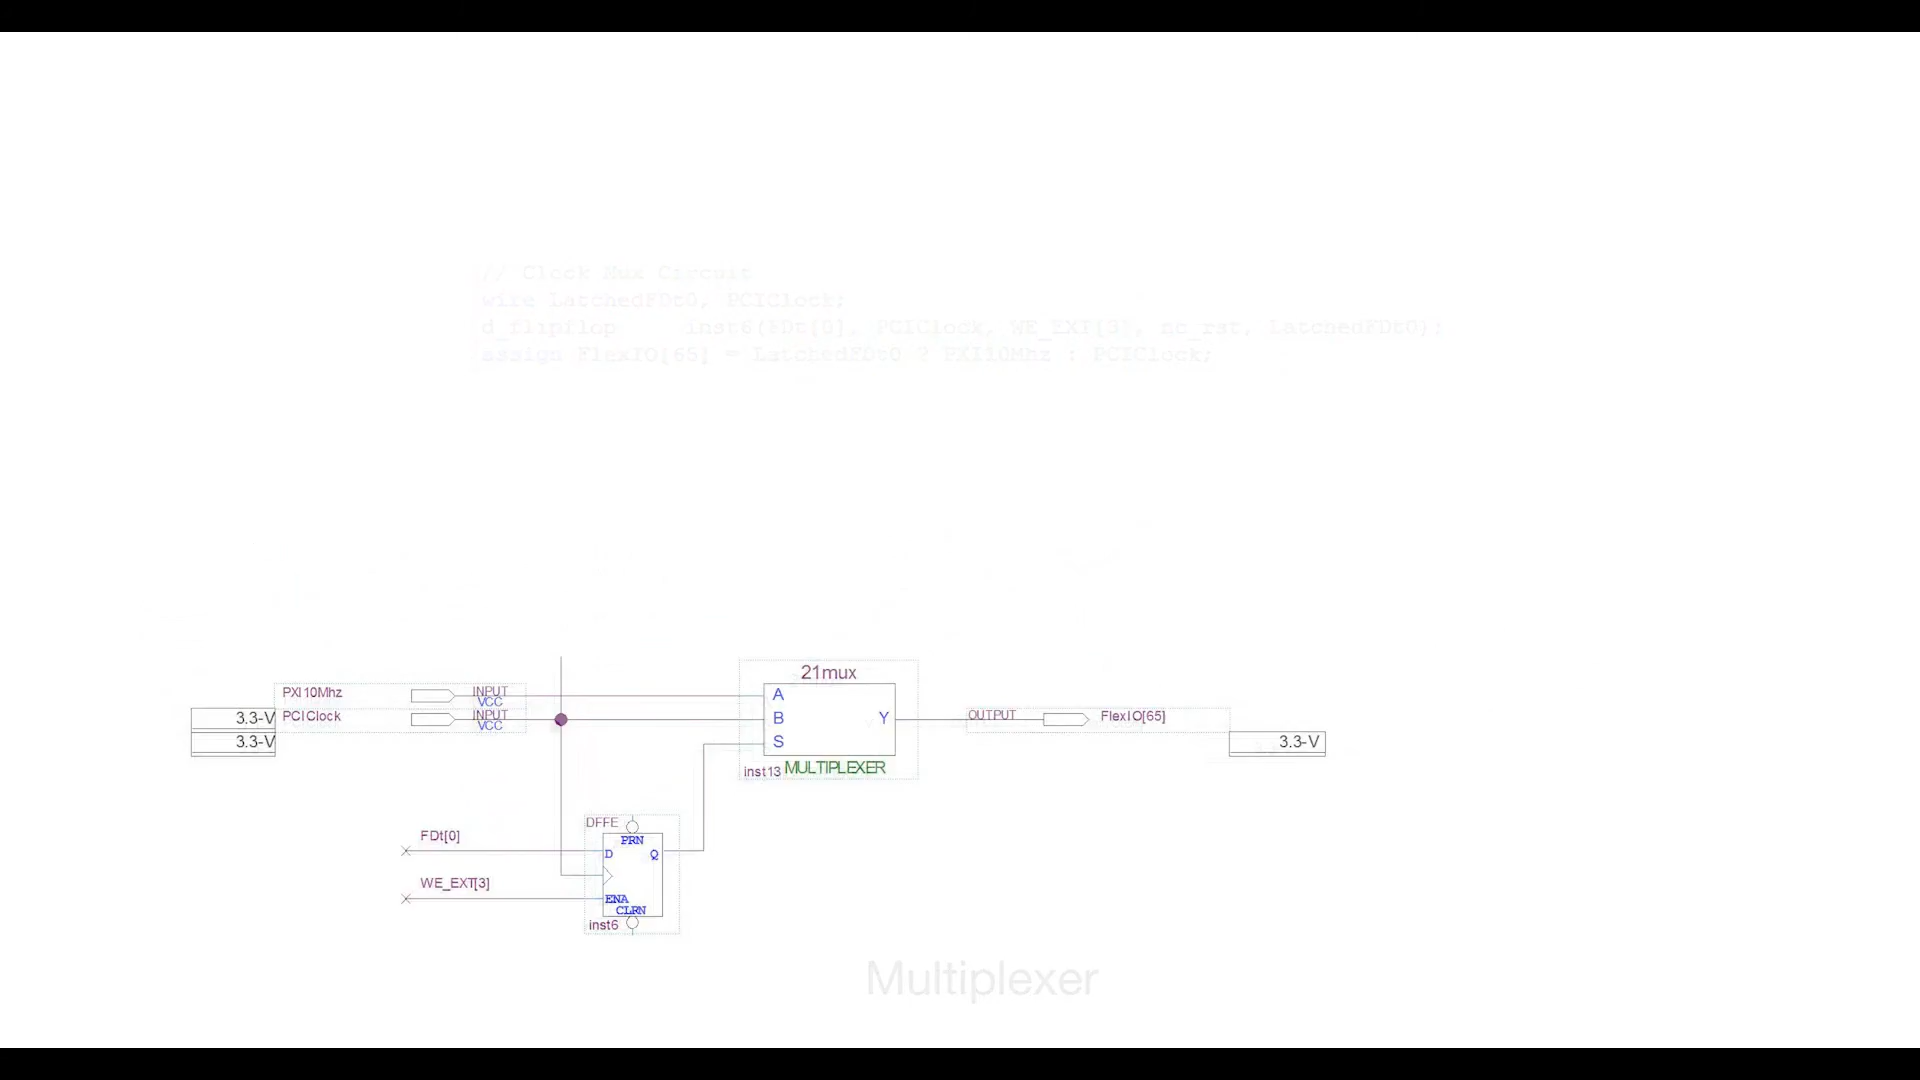 // Clock Mux Circuit
wire LatchedFDt0, PCIClock;
d_flipflop inst6(FDt[0], PCIClock, WE_EXT[3], nc_rst, LatchedFDt0);
assign FlexIO[65] = LatchedFDt0 ? PXI10Mhz : PCIClock;
21mux
PXI10Mhz INPUT A
VCC
3.3-V PCIClock INPUT B Y OUTPUT FlexIO[65]
VCC
3.3-V S 3.3-V
inst13 MULTIPLEXER
DFFE
FDt[0] PRN
D Q
WE_EXT[3]
ENA
CLRN
inst6
Multiplexer